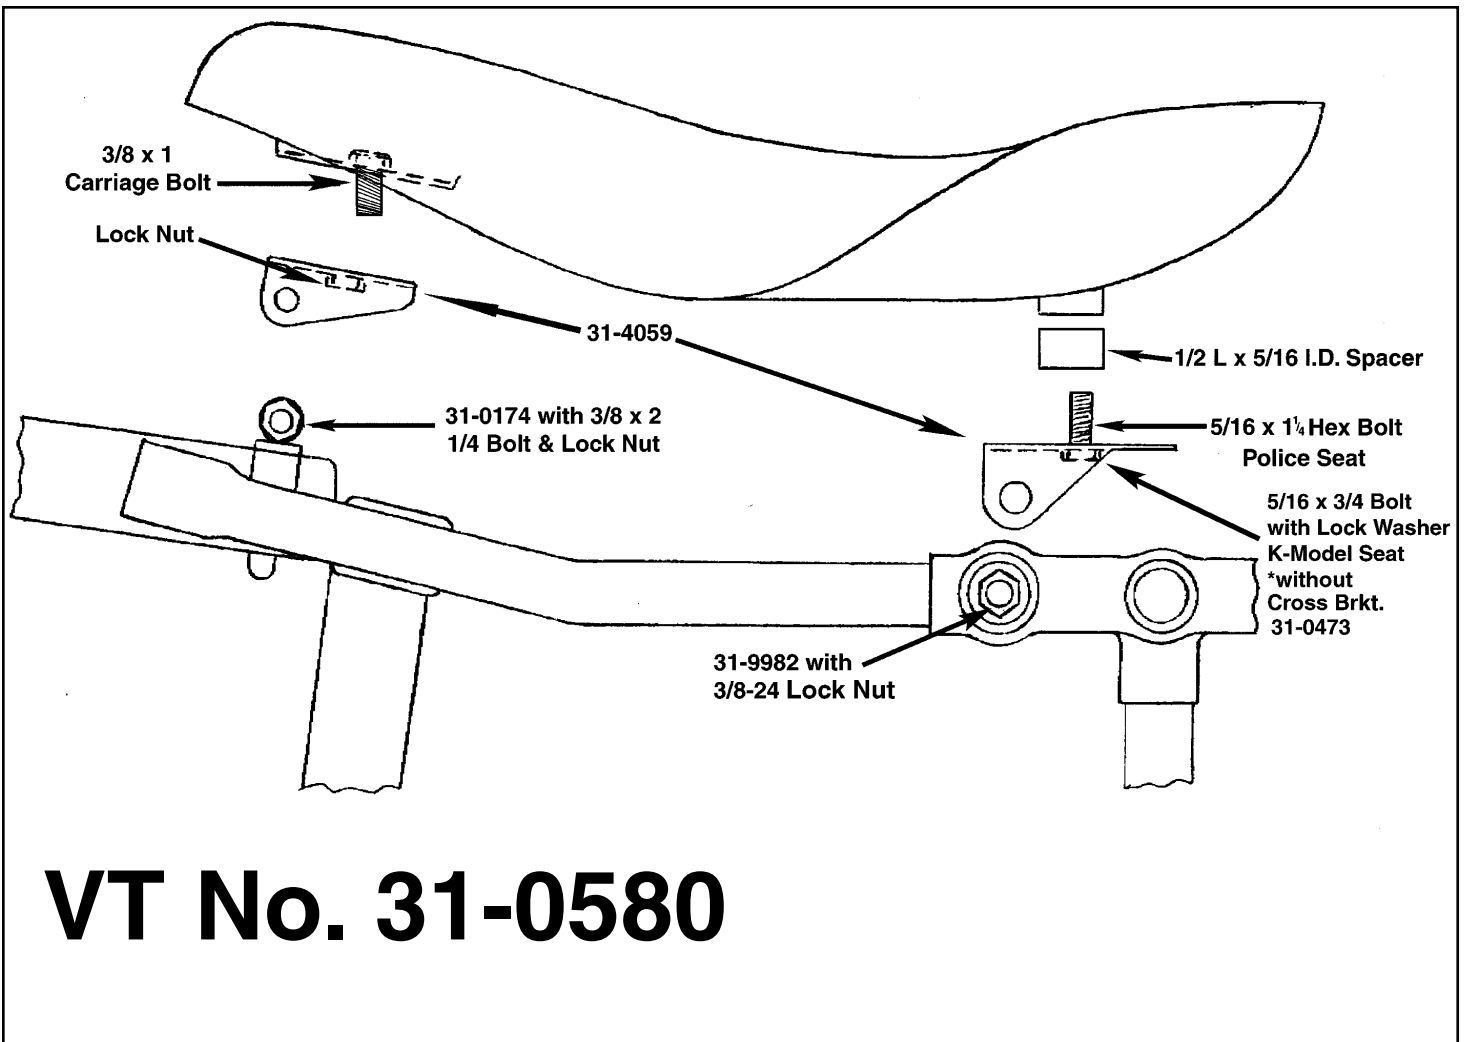 3/8 x 1
Carriage Bolt
Lock Nut
31-4059
1/2 L x 5/16 I.D. Spacer
31-0174 with 3/8 x 2
1/4 Bolt & Lock Nut
5/16 x 1¼ Hex Bolt
Police Seat
5/16 x 3/4 Bolt
with Lock Washer
K-Model Seat
*without
Cross Brkt.
31-0473
31-9982 with
3/8-24 Lock Nut
VT No. 31-0580